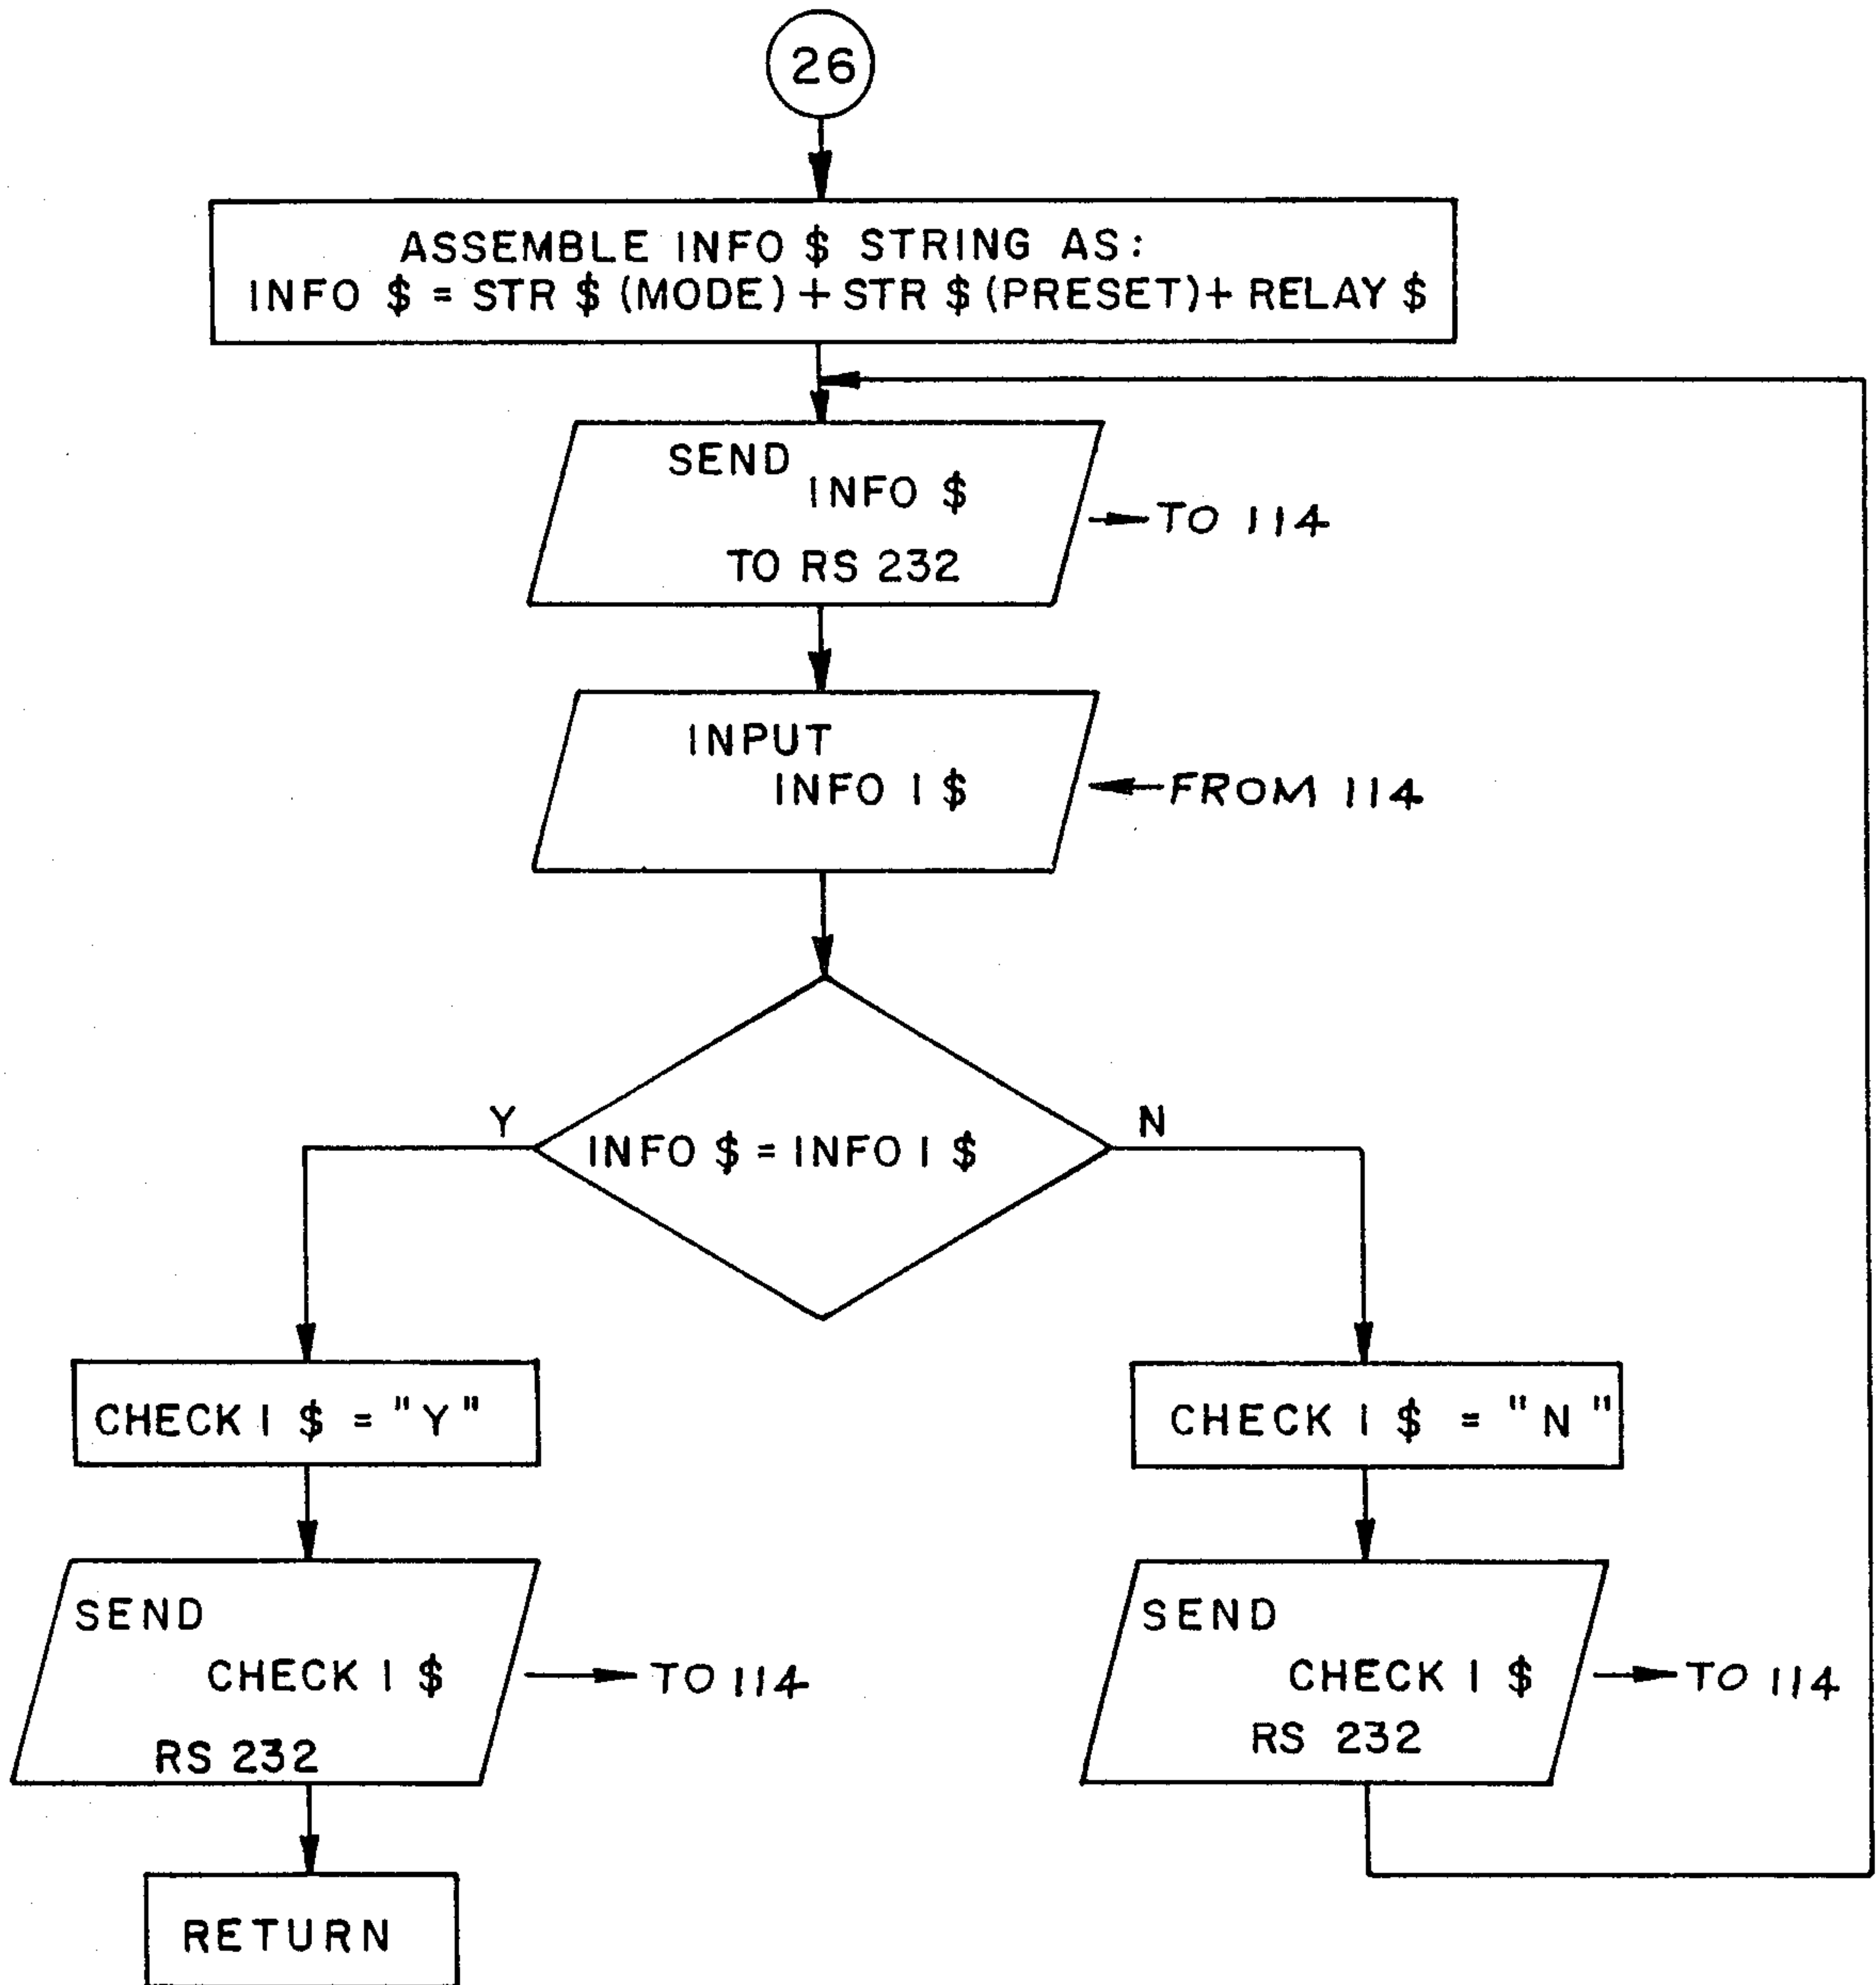 26
ASSEMBLE INFO $ STRING AS:
INFO $ = STR $ (MODE) + STR $ (PRESET) + RELAY $
SEND
INFO $
TO RS 232
TO 114
INPUT
INFO 1 $
FROM 114
Y
INFO $ = INFO 1 $
N
CHECK 1 $ = "Y"
CHECK 1 $ = "N"
SEND
CHECK 1 $
RS 232
TO 114
SEND
CHECK 1 $
RS 232
TO 114
RETURN